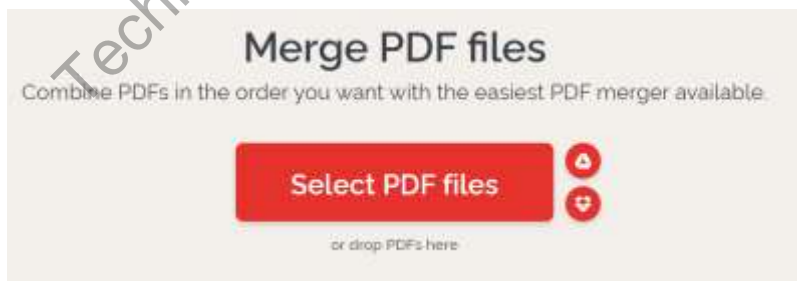 Merge PDF files
Combine PDFs in the order you want with the easiest PDF merger available.
Select PDF files
or drop PDFs here